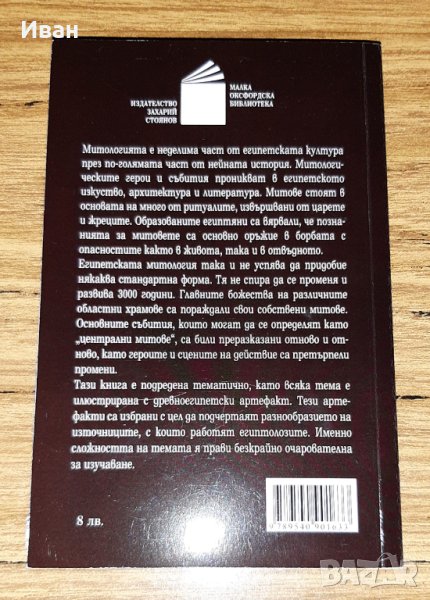 Иван
ИЗДАТЕЛСТВО
ЗАХАРИЙ
СТОЯНОВ
МАЛКА
ОКСФОРДСКА
БИБЛИОТЕКА
Митологията е неделима част от египетската култура
през по-голямата част от нейната история. Митологи-
ческите герои и събития проникват в египетското
изкуство, архитектура и литература. Митове стоят в
основата на много от ритуалите, извършвани от царете
и жреците. Образованите египтяни са вярвали, че позна-
нията за митовете са основно оръжие в борбата с
опасностите както в живота, така и в отвъдното.
Египетската митология така и не успява да придобие
някаква стандартна форма. Тя не спира да се променя и
развива 3000 години. Главните божества на различните
областни храмове са пораждали свои собствени митове.
Основните събития, които могат да се определят като
„централни митове“, са били преразказани отново и от-
ново, като героите и сцените на действие са претърпели
промени.
Тази книга е подредена тематично, като всяка тема е
илюстрирана с древноегипетски артефакт. Тези арте-
факти са избрани с цел да подчертаят разнообразието на
източниците, с които работят египтолозите. Именно
сложността на темата я прави безкрайно очарователна
за изучаване.
8 лв.
9 789540 901633
BAZAR